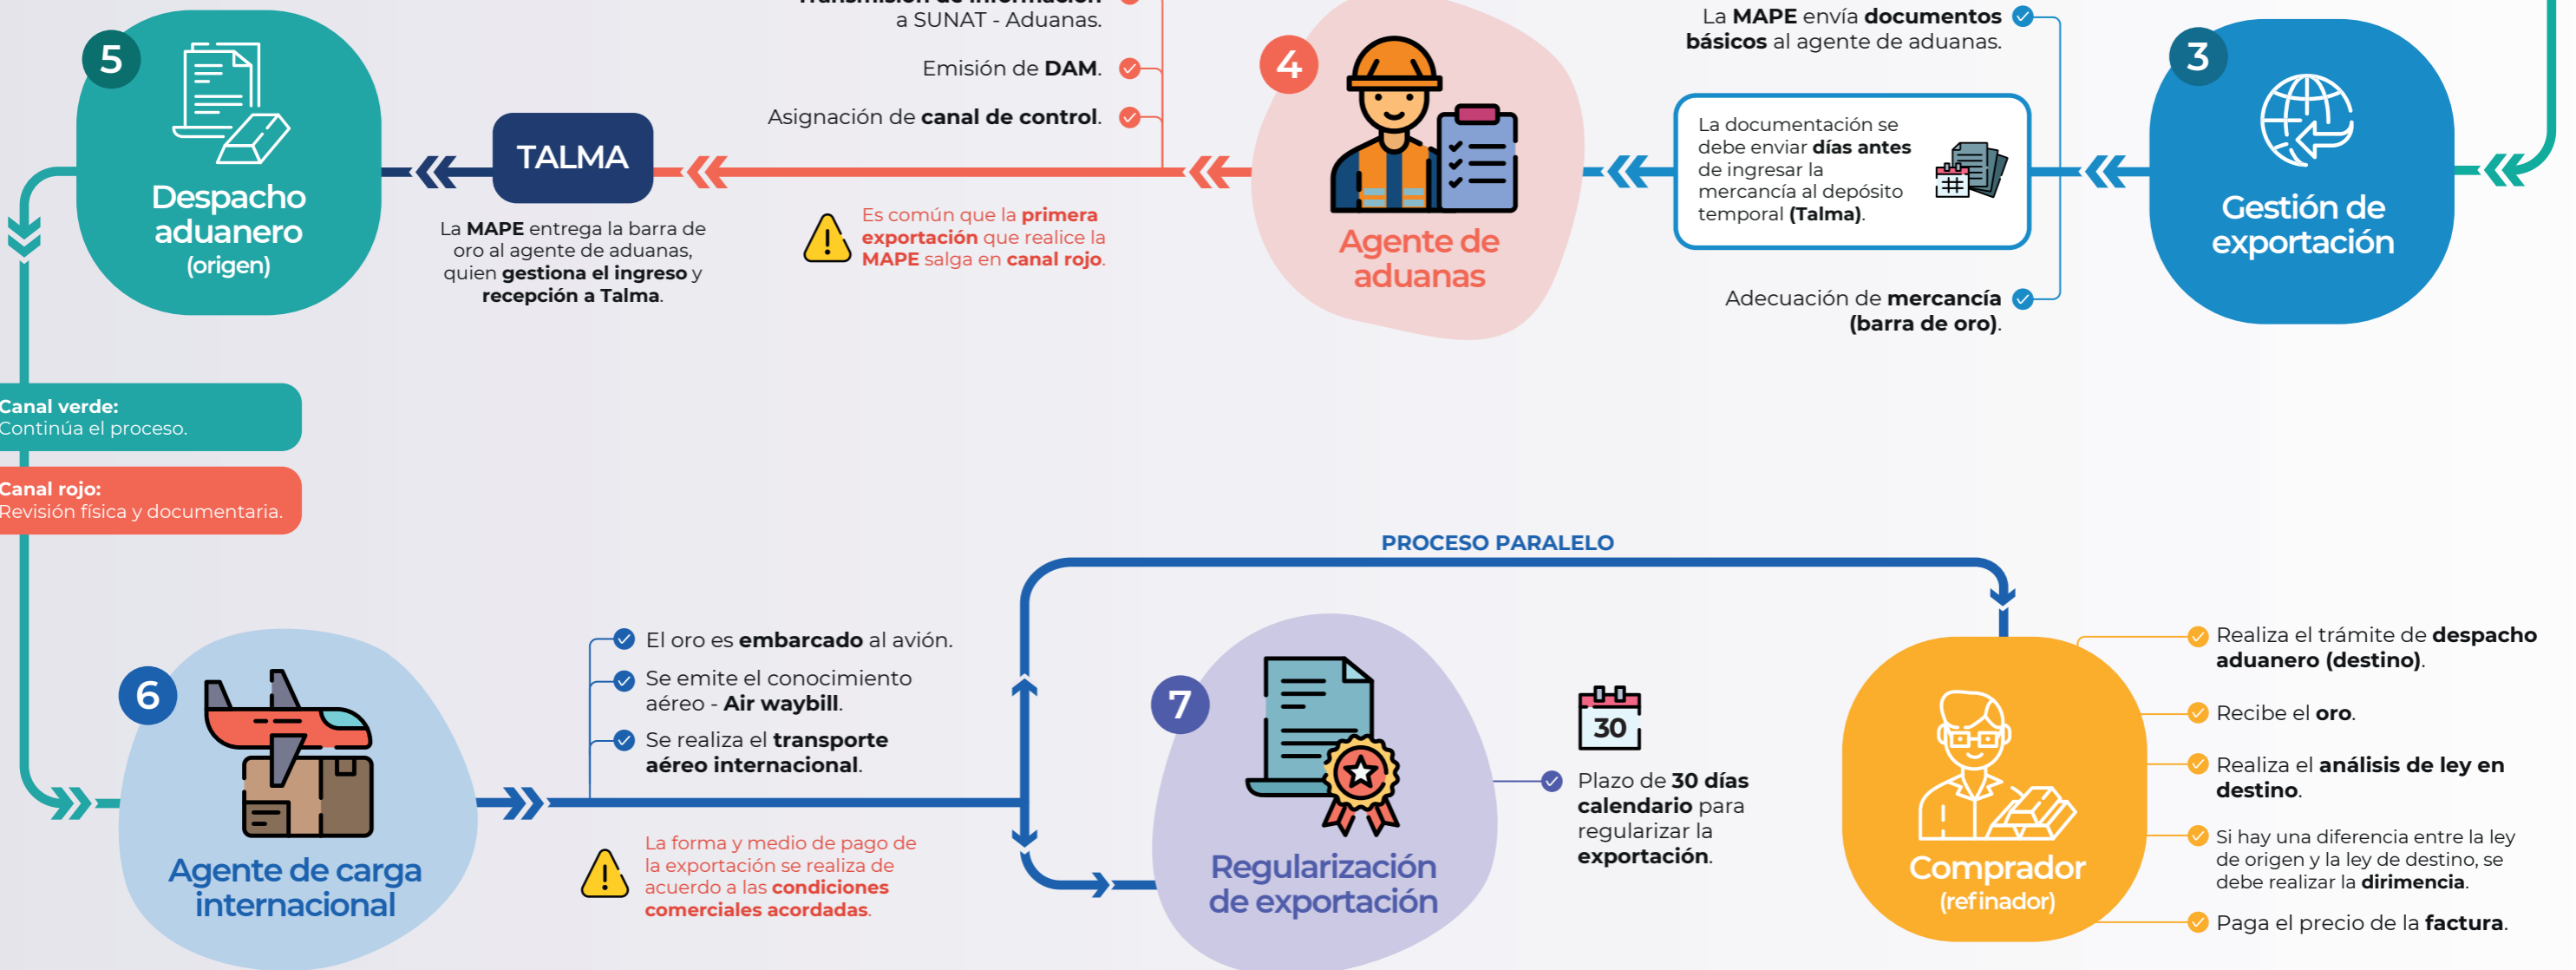 3
Gestión de
exportación
La MAPE envía documentos
básicos al agente de aduanas.
La documentación se
debe enviar días antes
de ingresar la
mercancía al depósito
temporal (Talma).
Adecuación de mercancía
(barra de oro).
4
Agente de
aduanas
Transmisión de información
a SUNAT - Aduanas.
Emisión de DAM.
Asignación de canal de control.
Es común que la primera
exportación que realice la
MAPE salga en canal rojo.
TALMA
La MAPE entrega la barra de
oro al agente de aduanas,
quien gestiona el ingreso y
recepción a Talma.
5
Despacho
aduanero
(origen)
Canal verde:
Continúa el proceso.
Canal rojo:
Revisión física y documentaria.
6
Agente de carga
internacional
El oro es embarcado al avión.
Se emite el conocimiento
aéreo - Air waybill.
Se realiza el transporte
aéreo internacional.
La forma y medio de pago de
la exportación se realiza de
acuerdo a las condiciones
comerciales acordadas.
PROCESO PARALELO
7
Regularización
de exportación
30
Plazo de 30 días
calendario para
regularizar la
exportación.
Comprador
(refinador)
Realiza el trámite de despacho
aduanero (destino).
Recibe el oro.
Realiza el análisis de ley en
destino.
Si hay una diferencia entre la ley
de origen y la ley de destino, se
debe realizar la dirimencia.
Paga el precio de la factura.